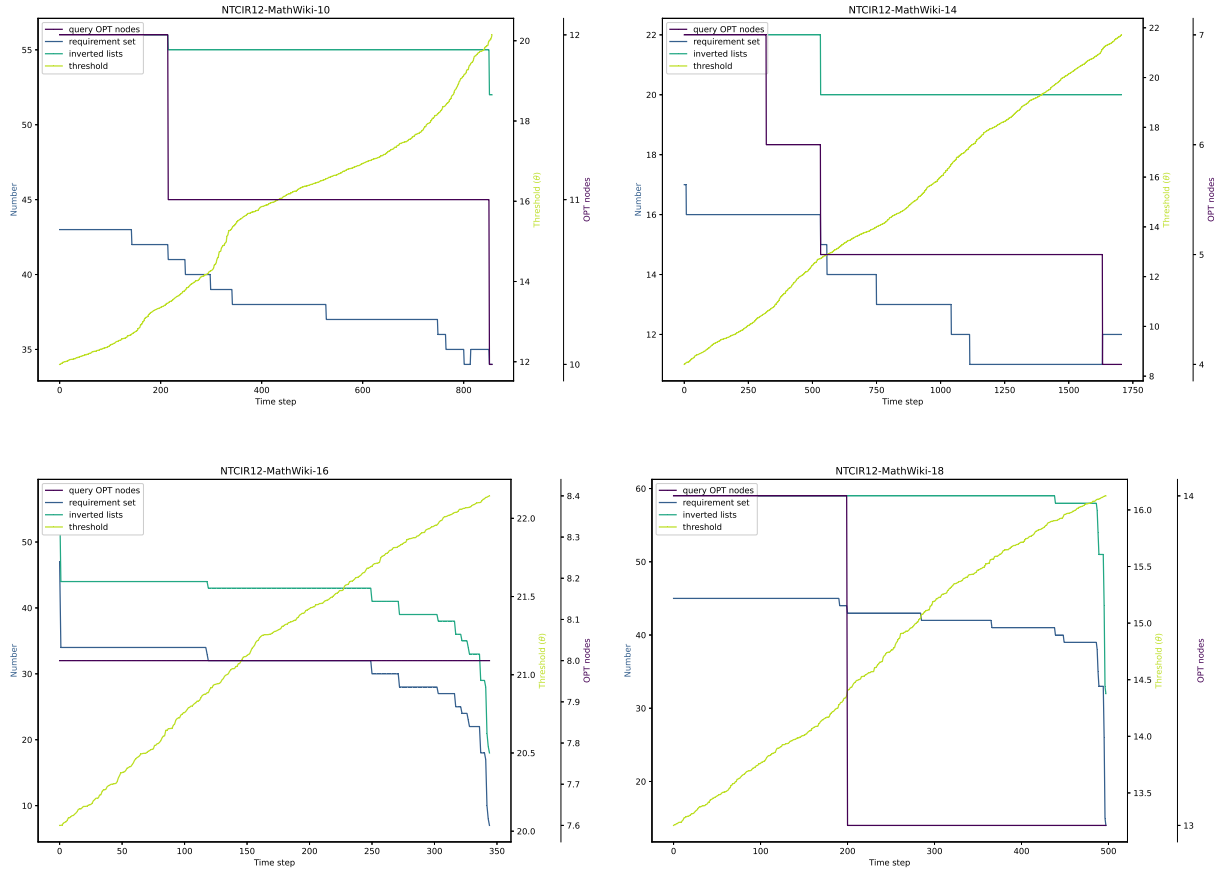 NTCIR12-MathWiki-10
query OPT nodes
requirement set
inverted lists
threshold
55
50
45
40
35
Number
0 200 400 600 800
Time step
20
18
16
14
12
Threshold (θ)
12
11
10
OPT nodes
NTCIR12-MathWiki-14
query OPT nodes
requirement set
inverted lists
threshold
22
20
18
16
14
12
Number
0 250 500 750 1000 1250 1500 1750
Time step
22
20
18
16
14
12
10
8
Threshold (θ)
7
6
5
4
OPT nodes
NTCIR12-MathWiki-16
query OPT nodes
requirement set
inverted lists
threshold
50
40
30
20
10
Number
0 50 100 150 200 250 300 350
Time step
22.0
21.5
21.0
20.5
20.0
Threshold (θ)
8.4
8.3
8.2
8.1
8.0
7.9
7.8
7.7
7.6
OPT nodes
NTCIR12-MathWiki-18
query OPT nodes
requirement set
inverted lists
threshold
60
50
40
30
20
Number
0 100 200 300 400 500
Time step
16.0
15.5
15.0
14.5
14.0
13.5
Threshold (θ)
14
13
OPT nodes